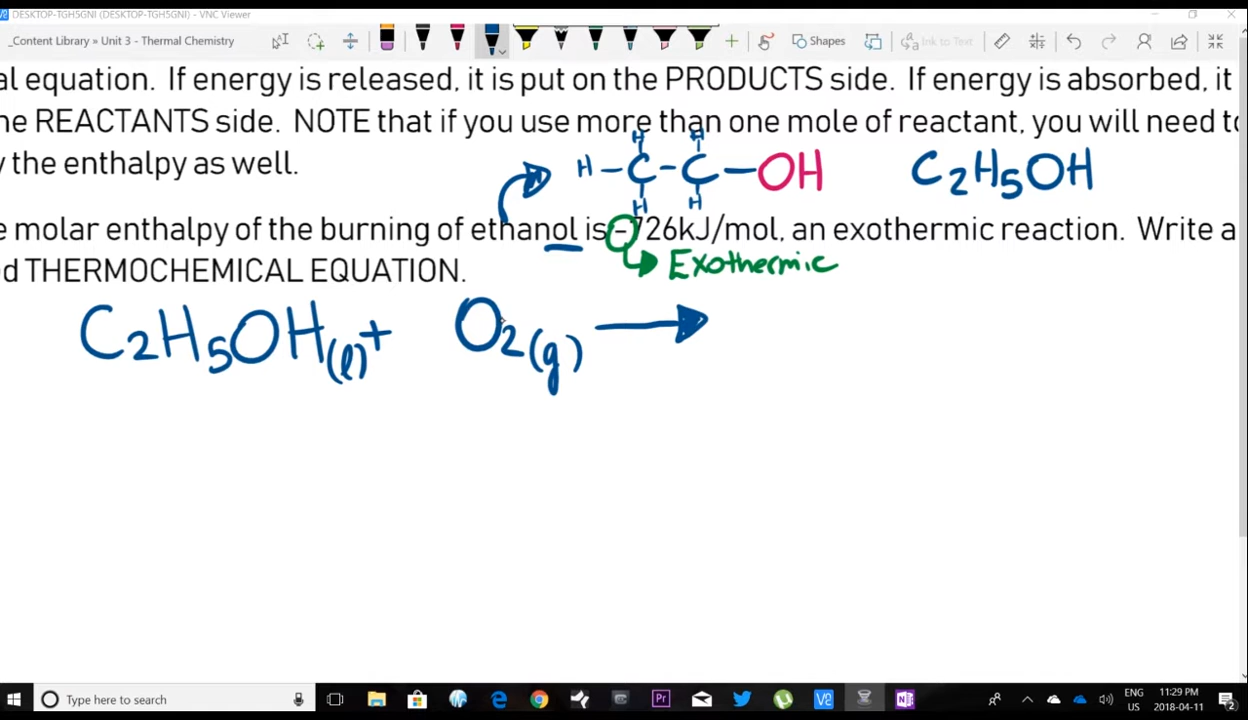 DESKTOP-TGH5GNI (DESKTOP-TGH5GNI) - VNC Viewer
_Content Library » Unit 3 - Thermal Chemistry
Shapes
Ink to Text
al equation. If energy is released, it is put on the PRODUCTS side. If energy is absorbed, it
he REACTANTS side. NOTE that if you use more than one mole of reactant, you will need to
y the enthalpy as well.
H H
H-C-C-OH C2H5OH
H H
e molar enthalpy of the burning of ethanol is -726kJ/mol, an exothermic reaction. Write a
d THERMOCHEMICAL EQUATION.
Exothermic
C2H5OH(l) + O2(g) →
Type here to search
ENG
US
11:29 PM
2018-04-11